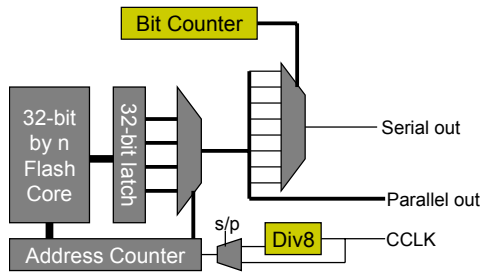 Bit Counter
32-bit
by n
Flash
Core
32-bit latch
Serial out
Parallel out
s/p
Div8
CCLK
Address Counter